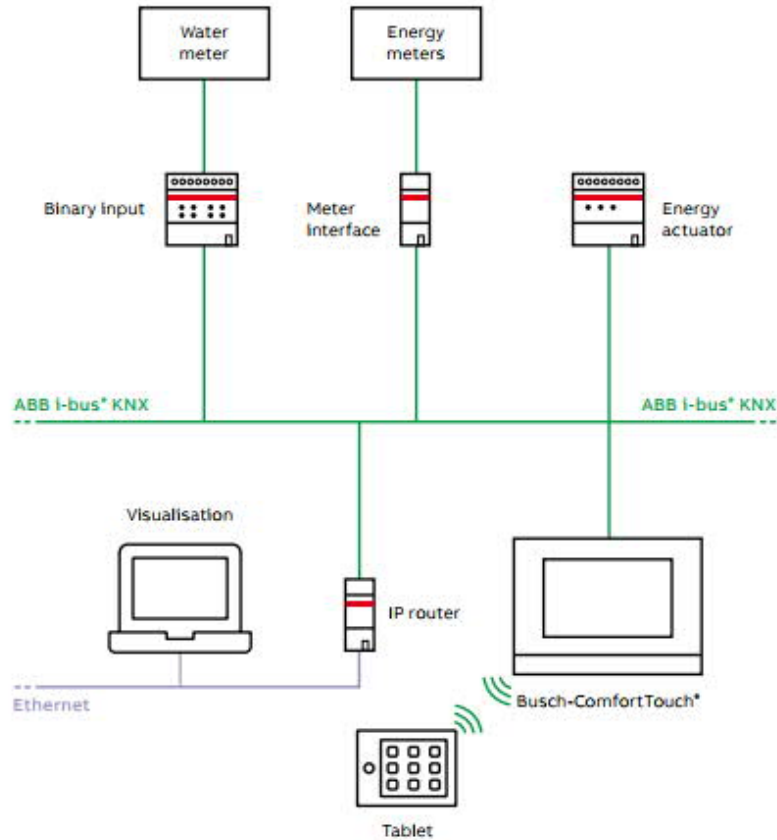 Water
meter
Energy
meters
Binary input
Meter
interface
Energy
actuator
ABB i-bus® KNX
ABB i-bus® KNX
Visualisation
IP router
Ethernet
Busch-ComfortTouch®
Tablet